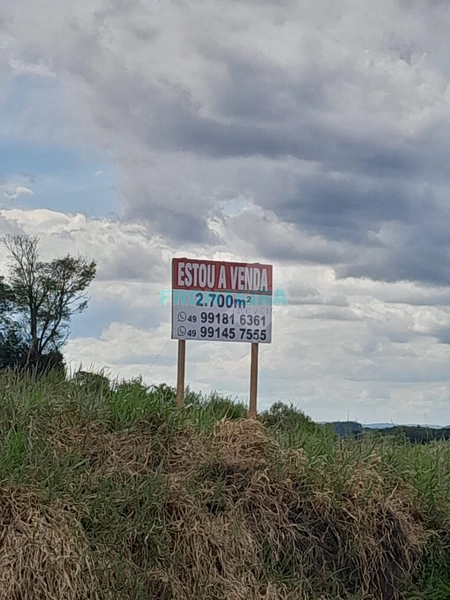 ESTOU A VENDA
2.700m²
49 99181 6361
49 99145 7555